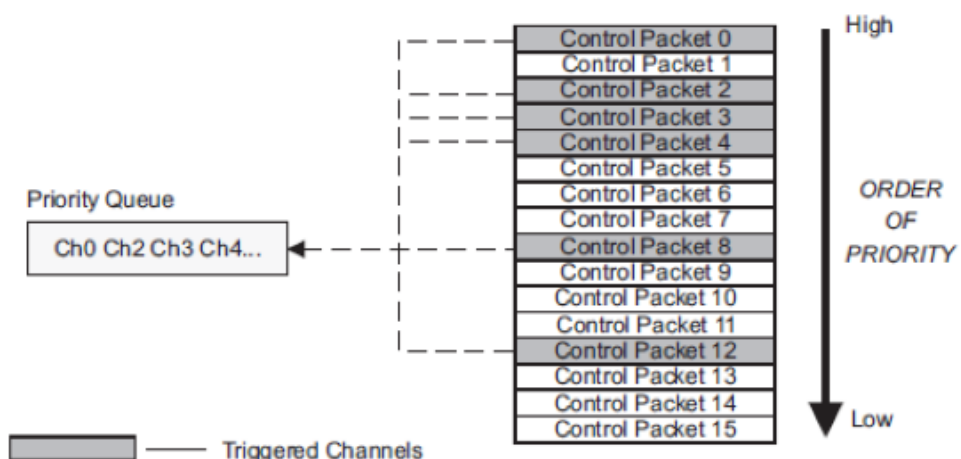 High
Control Packet 0
Control Packet 1
Control Packet 2
Control Packet 3
Control Packet 4
Control Packet 5
Control Packet 6
Control Packet 7
Control Packet 8
Control Packet 9
Control Packet 10
Control Packet 11
Control Packet 12
Control Packet 13
Control Packet 14
Control Packet 15
Priority Queue
Ch0 Ch2 Ch3 Ch4...
ORDER
OF
PRIORITY
Low
Triggered Channels